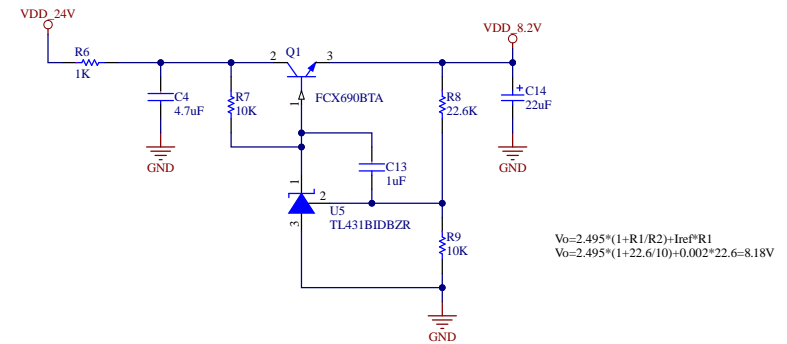 VDD_24V
VDD_8.2V
R6
1K
Q1
2
3
1
FCX690BTA
C4
4.7uF
R7
10K
R8
22.6K
C14
22uF
GND
GND
C13
1uF
1
2
3
U5
TL431BIDBZR
R9
10K
Vo=2.495*(1+R1/R2)+Iref*R1
Vo=2.495*(1+22.6/10)+0.002*22.6=8.18V
GND